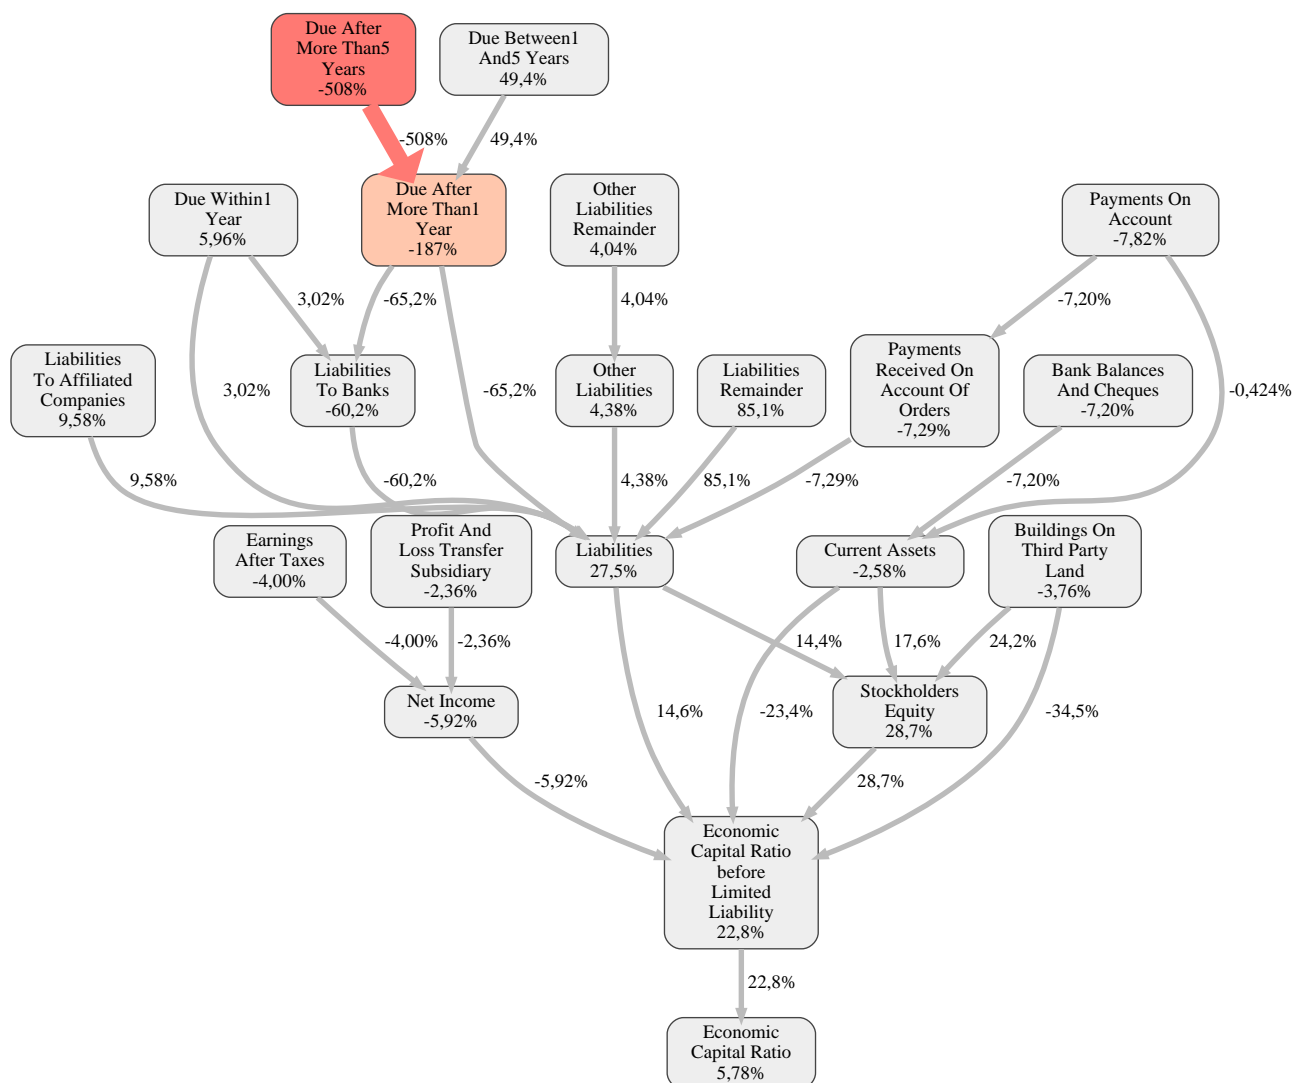 Due After
More Than5
Years
-508%
Due Between1
And5 Years
49,4%
-508%
49,4%
Due Within1
Year
5,96%
Due After
More Than1
Year
-187%
Other
Liabilities
Remainder
4,04%
Payments On
Account
-7,82%
3,02%
-65,2%
4,04%
-7,20%
Liabilities
To Affiliated
Companies
9,58%
3,02%
Liabilities
To Banks
-60,2%
-65,2%
Other
Liabilities
4,38%
Liabilities
Remainder
85,1%
Payments
Received On
Account Of
Orders
-7,29%
Bank Balances
And Cheques
-7,20%
-0,424%
9,58%
-60,2%
4,38%
85,1%
-7,29%
-7,20%
Earnings
After Taxes
-4,00%
Profit And
Loss Transfer
Subsidiary
-2,36%
Liabilities
27,5%
Current Assets
-2,58%
Buildings On
Third Party
Land
-3,76%
-4,00%
-2,36%
14,4%
17,6%
24,2%
Net Income
-5,92%
14,6%
-23,4%
Stockholders
Equity
28,7%
-34,5%
-5,92%
28,7%
Economic
Capital Ratio
before
Limited
Liability
22,8%
22,8%
Economic
Capital Ratio
5,78%